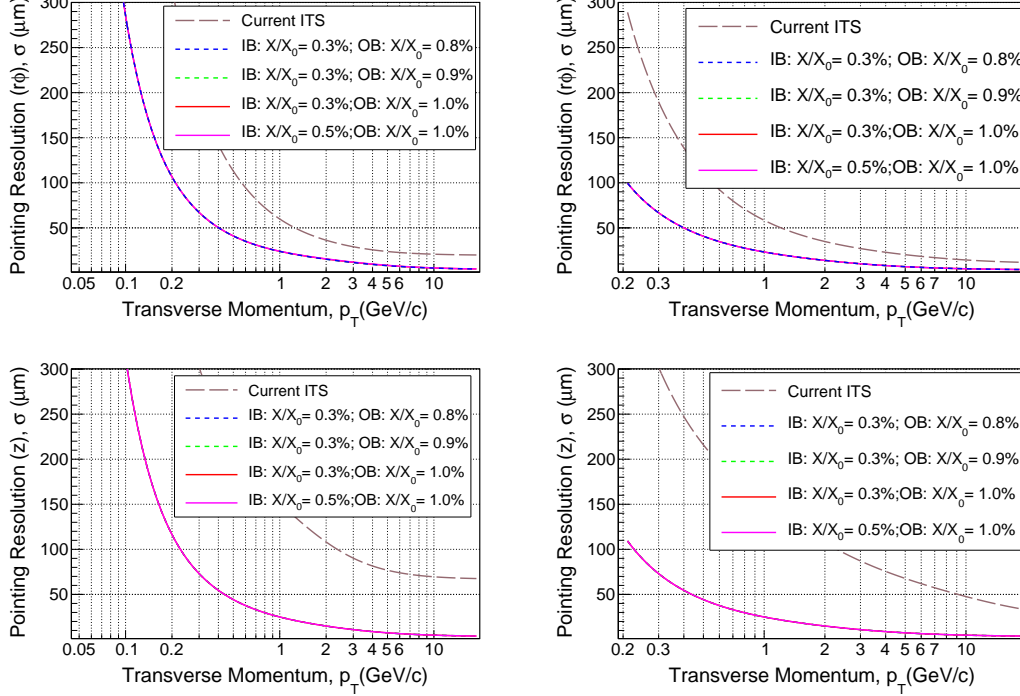 300
250
200
150
100
50
Pointing Resolution (rϕ), σ (μm)
Current ITS
IB: X/X0= 0.3%; OB: X/X0= 0.8%
IB: X/X0= 0.3%; OB: X/X0= 0.9%
IB: X/X0= 0.3%;OB: X/X0= 1.0%
IB: X/X0= 0.5%;OB: X/X0= 1.0%
0.05 0.1 0.2 1 2 3 4 5 6 10
Transverse Momentum, pT(GeV/c)
300
250
200
150
100
50
Pointing Resolution (rϕ), σ (μm)
Current ITS
IB: X/X0= 0.3%; OB: X/X0= 0.8%
IB: X/X0= 0.3%; OB: X/X0= 0.9%
IB: X/X0= 0.3%;OB: X/X0= 1.0%
IB: X/X0= 0.5%;OB: X/X0= 1.0%
0.2 0.3 1 2 3 4 5 6 7 10
Transverse Momentum, pT(GeV/c)
300
250
200
150
100
50
Pointing Resolution (z), σ (μm)
Current ITS
IB: X/X0= 0.3%; OB: X/X0= 0.8%
IB: X/X0= 0.3%; OB: X/X0= 0.9%
IB: X/X0= 0.3%;OB: X/X0= 1.0%
IB: X/X0= 0.5%;OB: X/X0= 1.0%
0.05 0.1 0.2 1 2 3 4 5 6 10
Transverse Momentum, pT(GeV/c)
300
250
200
150
100
50
Pointing Resolution (z), σ (μm)
Current ITS
IB: X/X0= 0.3%; OB: X/X0= 0.8%
IB: X/X0= 0.3%; OB: X/X0= 0.9%
IB: X/X0= 0.3%;OB: X/X0= 1.0%
IB: X/X0= 0.5%;OB: X/X0= 1.0%
0.2 0.3 1 2 3 4 5 6 7 10
Transverse Momentum, pT(GeV/c)